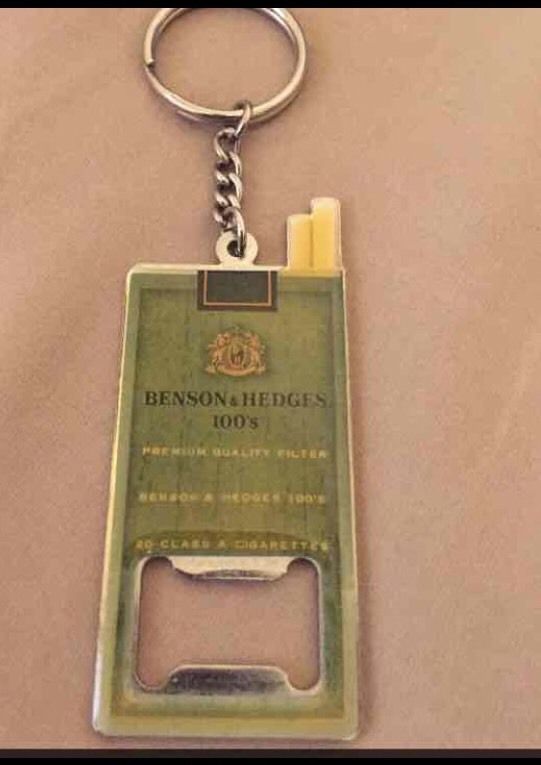 BENSON & HEDGES
100's
PREMIUM QUALITY FILTER
BENSON & HEDGES 100'S
20 CLASS A CIGARETTES